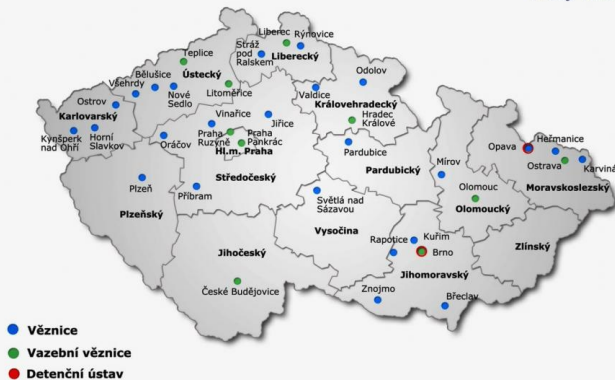 Liberec
Rýnovice
Stráž
pod
Ralskem
Liberecký
Teplice
Ústecký
Bělušice
Všehrdy
Nové
Sedlo
Litoměřice
Ostrov
Karlovarský
Kynšperk
nad Ohří
Horní
Slavkov
Odolov
Valdice
Královehradecký
Hradec
Králové
Vinařice
Jiřice
Oráčov
Praha
Ruzyně
Praha
Pankrác
Hl.m. Praha
Středočeský
Příbram
Plzeň
Plzeňský
Pardubice
Pardubický
Mírov
Opava
Heřmanice
Ostrava
Karviná
Moravskoslezský
Olomouc
Olomoucký
Světlá nad
Sázavou
Vysočina
Zlínský
Kuřim
Rapotice
Brno
Jihomoravský
Znojmo
Břeclav
Jihočeský
České Budějovice
Věznice
Vazební věznice
Detenční ústav